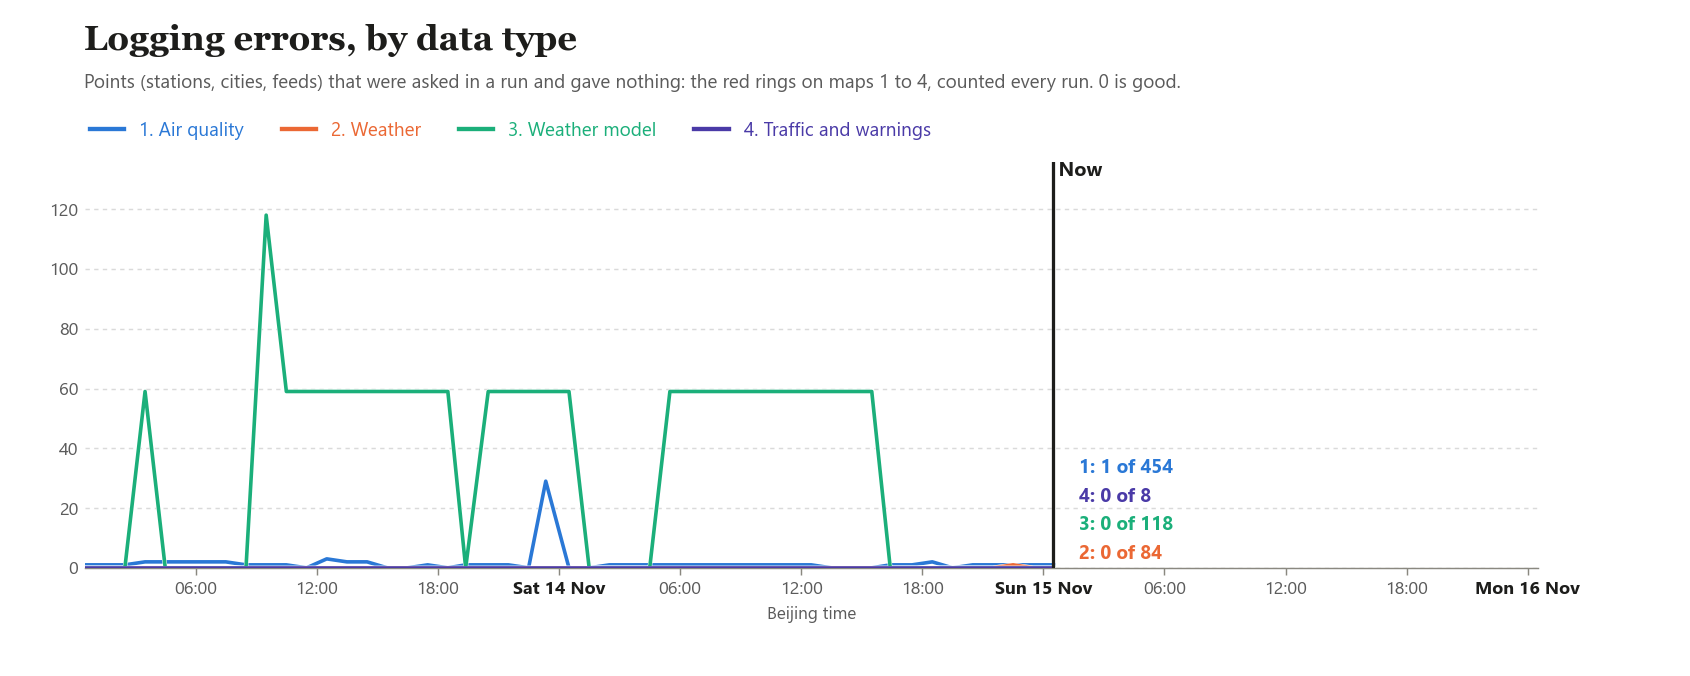 Logging errors, by data type
Points (stations, cities, feeds) that were asked in a run and gave nothing: the red rings on maps 1 to 4, counted every run. 0 is good.
1. Air quality
2. Weather
3. Weather model
4. Traffic and warnings
Now
120
100
80
60
40
20
0
1: 1 of 454
4: 0 of 8
3: 0 of 118
2: 0 of 84
06:00
12:00
18:00
Sat 14 Nov
06:00
12:00
18:00
Sun 15 Nov
06:00
12:00
18:00
Mon 16 Nov
Beijing time